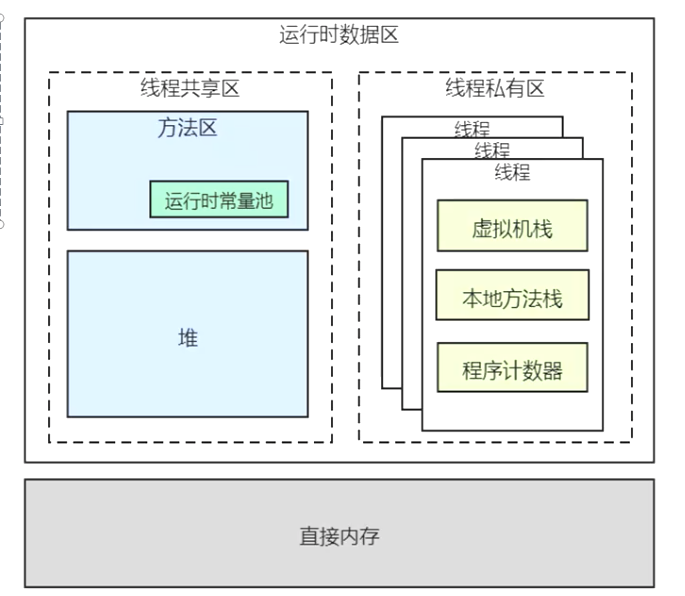 运行时数据区
线程共享区
方法区
运行时常量池
堆
线程私有区
线程
线程
线程
虚拟机栈
本地方法栈
程序计数器
直接内存